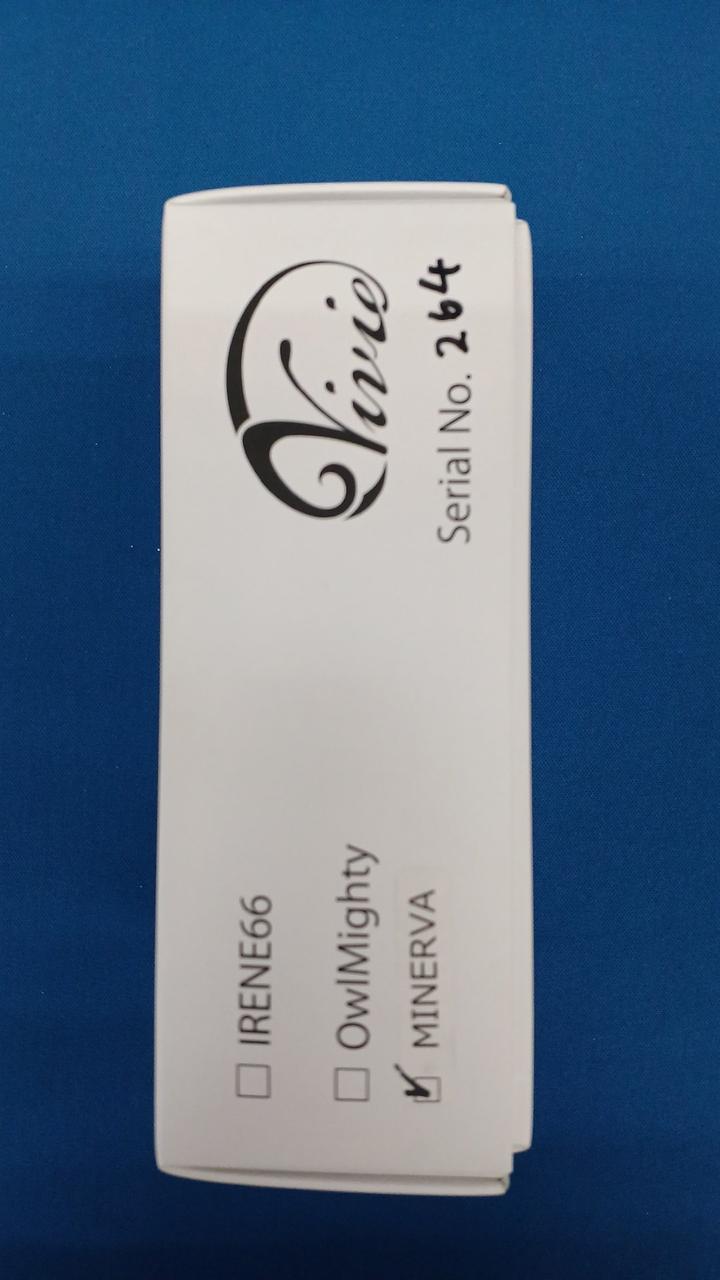 Vivie
Serial No. 264
☐ IRENE66
☐ OwlMighty
☑ MINERVA